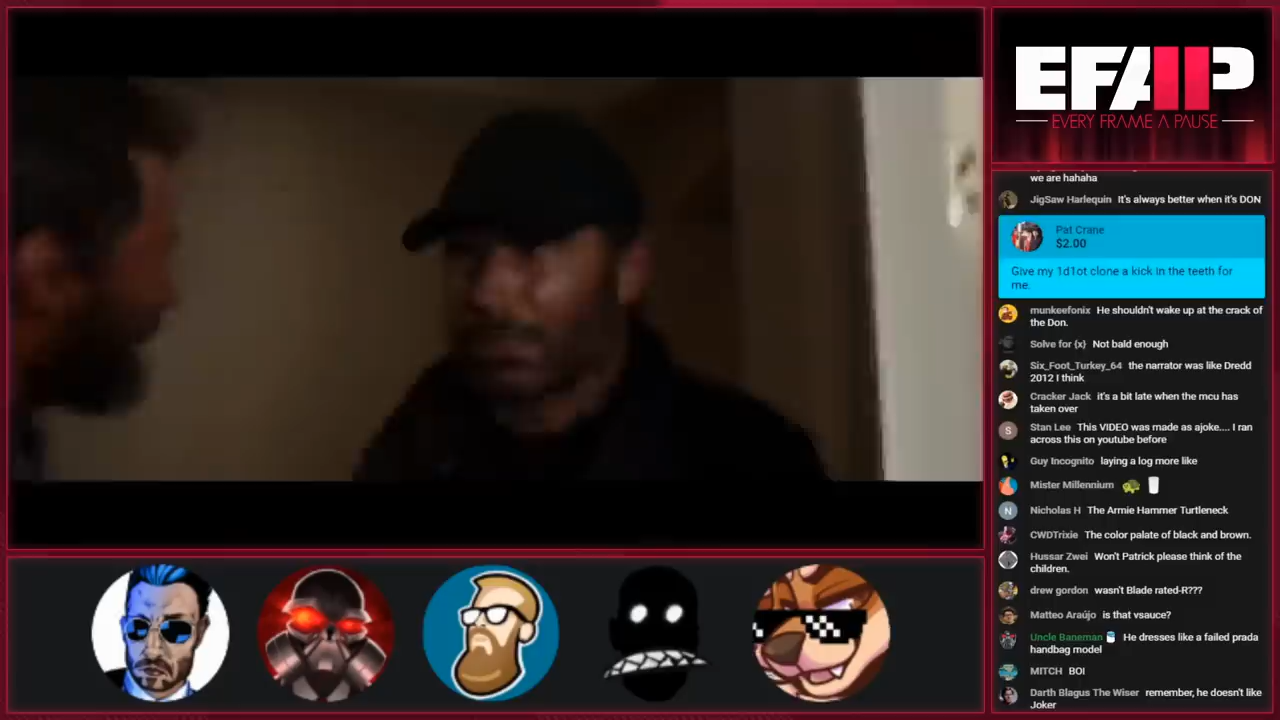 EFAP
EVERY FRAME A PAUSE
we are hahaha
JigSaw Harlequin It's always better when it's DON
Pat Crane
$2.00
Give my 1d1ot clone a kick in the teeth for
me.
munkeefonix He shouldn't wake up at the crack of
the Don.
Solve for {x} Not bald enough
Six_Foot_Turkey_64 the narrator was like Dredd
2012 I think
Cracker Jack it's a bit late when the mcu has
taken over
S
Stan Lee This VIDEO was made as ajoke.... I ran
across this on youtube before
Guy Incognito laying a log more like
Mister Millennium
N
Nicholas H The Armie Hammer Turtleneck
CWDTrixie The color palate of black and brown.
Hussar Zwei Won't Patrick please think of the
children.
drew gordon wasn't Blade rated-R???
Matteo Araújo is that vsauce?
Uncle Baneman He dresses like a failed prada
handbag model
MITCH BOI
Darth Blagus The Wiser remember, he doesn't like
Joker